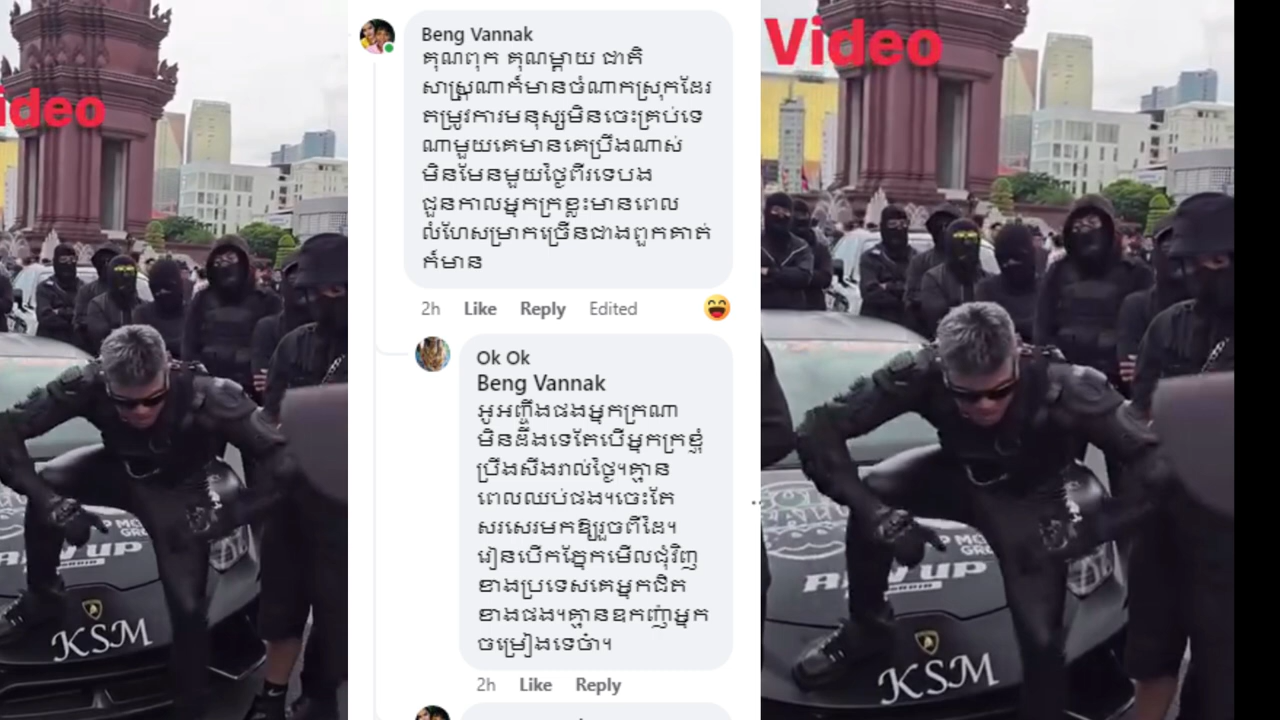 ideo
Beng Vannak
គុណពុក គុណម្តាយ ជាតិ
សាស្រ្តណាក៍មានចំណាកស្រុកដែរ
តម្រូវការមនុស្សមិនចេះគ្រប់ទេ
ណាមួយគេមានគេប្រឹងណាស់
មិនមែនមួយថ្ងៃពីរទេបង
ជួនកាលអ្នកក្រខ្លះមានពេល
លំហែសម្រាកច្រើនជាងពួកគាត់
ក៍មាន
2h Like Reply Edited
Ok Ok
Beng Vannak
អូអញ្ចឹងផងអ្នកក្រណា
មិនដឹងទេតែបើអ្នកក្រខ្ញុំ
ប្រឹងសឹងរាល់ថ្ងៃ។គ្មាន
ពេលឈប់ផង។ចេះតែ
សរសេរមកឱ្យរួចពីដៃ។
រៀនបើកភ្នែកមើលជុំវិញ
ខាងប្រទេសគេអ្នកជិត
ខាងផង។គ្មានឧកញ៉ាអ្នក
ចម្រៀងទេចា៎។
2h Like Reply
Video
KSM
KSM